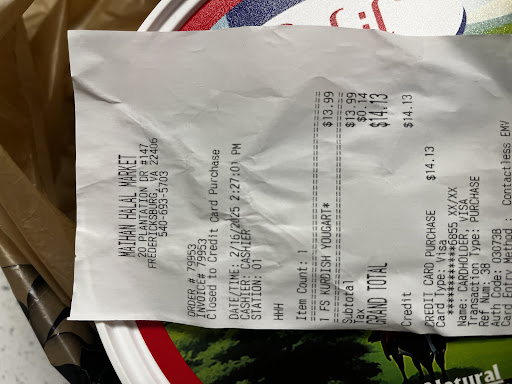 MAIHAN HALAL MARKET
PLANTATION DR #147
FREDERICKSBURG, VA 22406
540-693-5703
ORDER # 79953
INVOICE# 79953
Closed to Credit Card Purchase
DATE/TIME: 2/16/2025 2:27:01 PM
CASHIER: CASHIER
STATION: 01
HHH
Item Count: 1
1 FS KURDISH YOUGART* $13.99
Subtotal $13.99
Tax $0.14
GRAND TOTAL $14.13
Credit $14.13
CREDIT CARD PURCHASE $14.13
Card Type: Visa
************6855 XX/XX
Name: CARDHOLDER, VISA
Transaction Type: PURCHASE
Ref Num: 38
Auth Code: 03073B
Card Entry Method : Contactless EMV
Natural